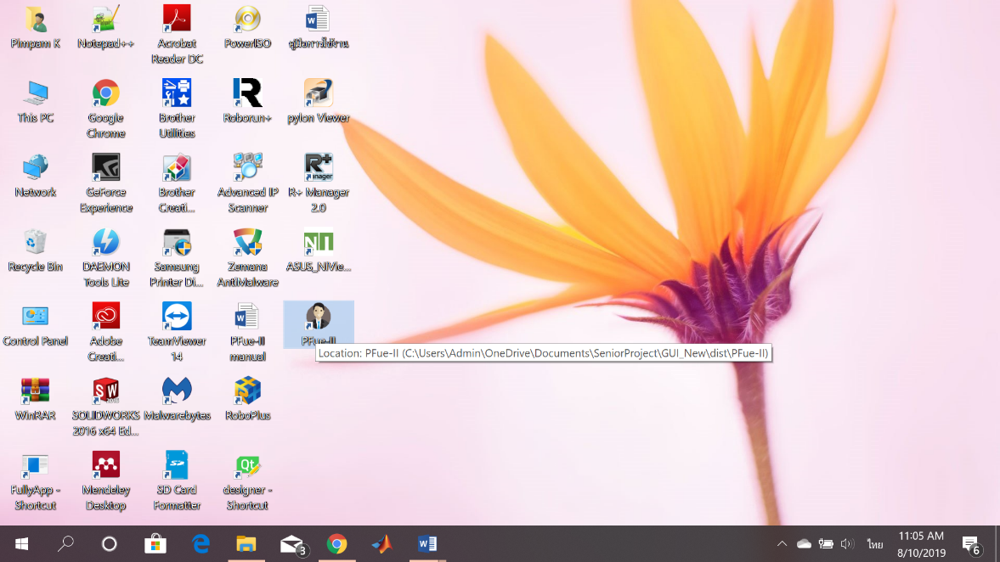 Pimpam K
Notepad++
Acrobat
Reader DC
PowerISO
คู่มือการใช้งาน
This PC
Google
Chrome
Brother
Utilities
Roborun+
pylon Viewer
Network
GeForce
Experience
Brother
Creati...
Advanced IP
Scanner
R+ Manager
2.0
Recycle Bin
DAEMON
Tools Lite
Samsung
Printer Di...
Zemana
AntiMalware
ASUS_NIVie...
Control Panel
Adobe
Creati...
TeamViewer
14
PFue-II
manual
PFue-II
Location: PFue-II (C:\Users\Admin\OneDrive\Documents\SeniorProject\GUI_New\dist\PFue-II)
WinRAR
SOLIDWORKS
2016 x64 Ed...
Malwarebytes
RoboPlus
FullyApp -
Shortcut
Mendeley
Desktop
SD Card
Formatter
designer -
Shortcut
3
ไทย
11:05 AM
8/10/2019
6